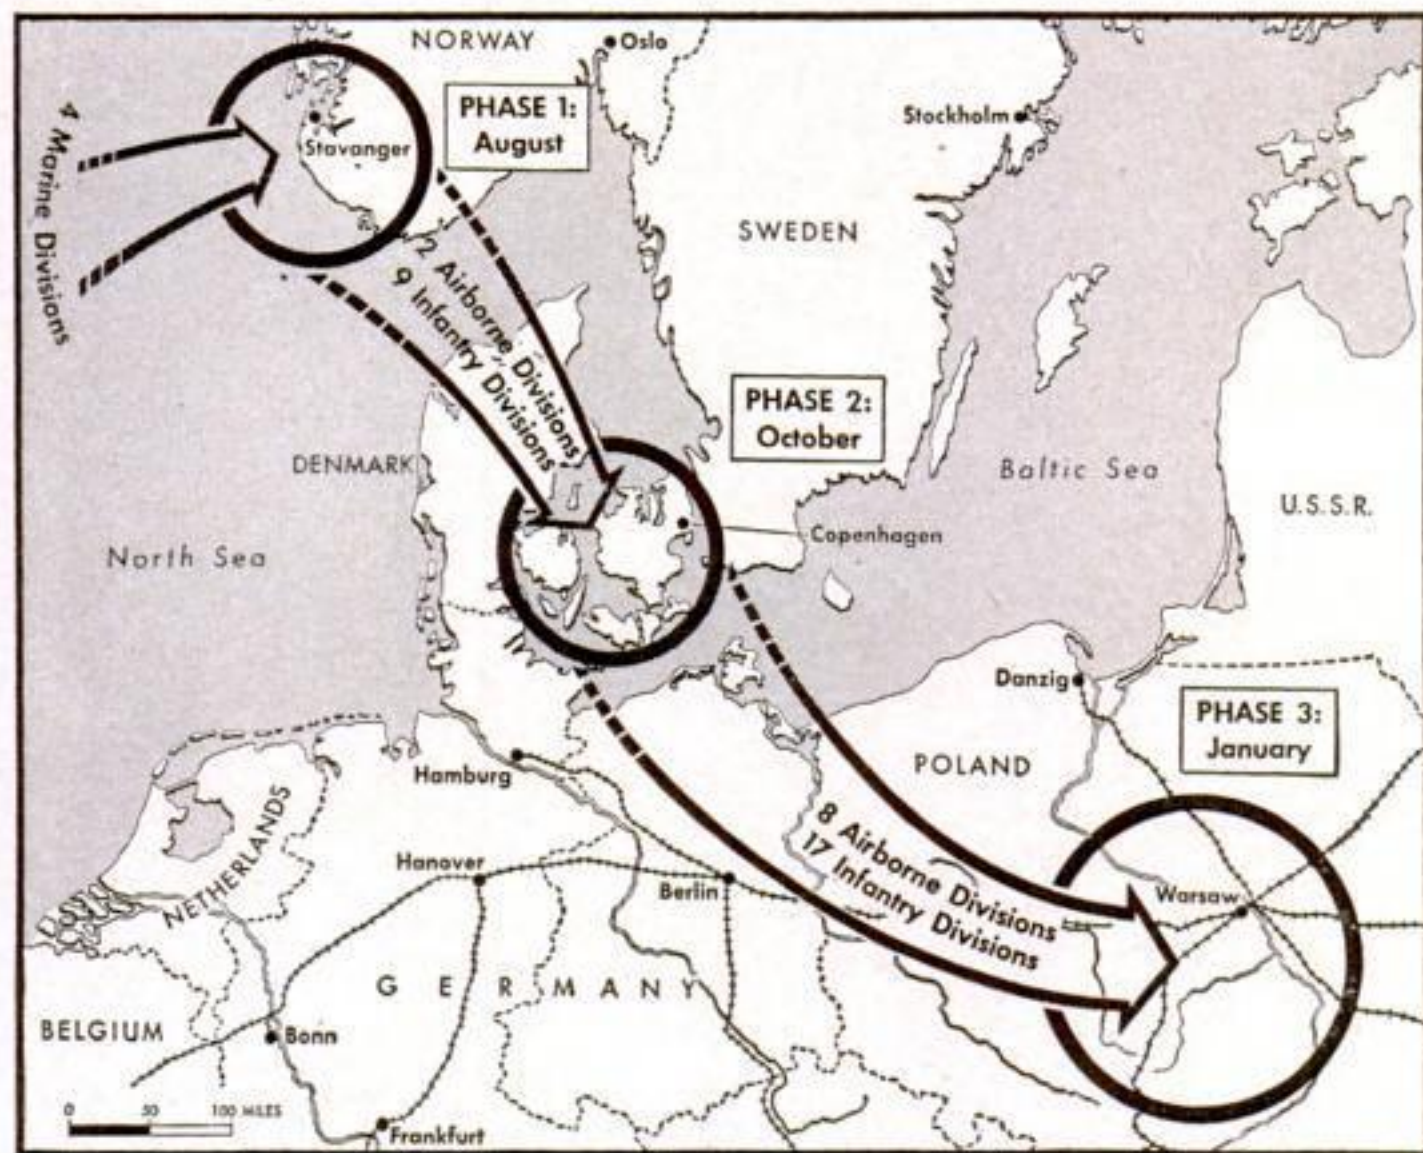 NORWAY
Oslo
PHASE 1:
August
Stockholm
4 Marine Divisions
Stavanger
SWEDEN
2 Airborne Divisions
9 Infantry Divisions
PHASE 2:
October
DENMARK
Baltic Sea
U.S.S.R.
North Sea
Copenhagen
Danzig
PHASE 3:
January
Hamburg
POLAND
NETHERLANDS
8 Airborne Divisions
17 Infantry Divisions
Hanover
Berlin
Warsaw
GERMANY
BELGIUM
Bonn
0 50 100 MILES
Frankfurt